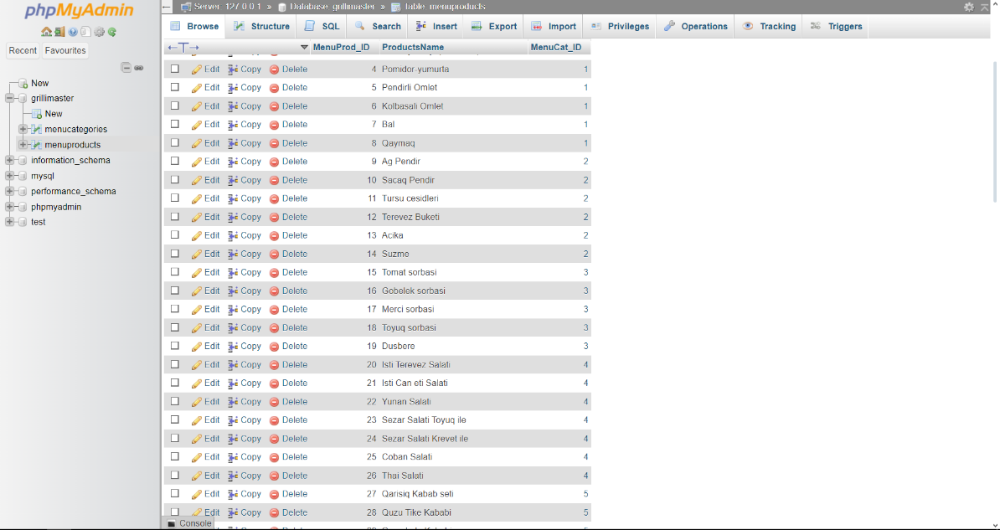 phpMyAdmin
Recent Favourites
New
grillimaster
New
menucategories
menuproducts
information_schema
mysql
performance_schema
phpmyadmin
test
Server: 127.0.0.1 » Database: grillimaster » Table: menuproducts
Browse Structure SQL Search Insert Export Import Privileges Operations Tracking Triggers
←T→ MenuProd_ID ProductsName MenuCat_ID
Edit Copy Delete 4 Pomidor-yumurta 1
Edit Copy Delete 5 Pendirli Omlet 1
Edit Copy Delete 6 Kolbasali Omlet 1
Edit Copy Delete 7 Bal 1
Edit Copy Delete 8 Qaymaq 1
Edit Copy Delete 9 Ag Pendir 2
Edit Copy Delete 10 Sacaq Pendir 2
Edit Copy Delete 11 Tursu cesidleri 2
Edit Copy Delete 12 Terevez Buketi 2
Edit Copy Delete 13 Acika 2
Edit Copy Delete 14 Suzme 2
Edit Copy Delete 15 Tomat sorbasi 3
Edit Copy Delete 16 Gobelek sorbasi 3
Edit Copy Delete 17 Merci sorbasi 3
Edit Copy Delete 18 Toyuq sorbasi 3
Edit Copy Delete 19 Dusbere 3
Edit Copy Delete 20 Isti Terevez Salati 4
Edit Copy Delete 21 Isti Can eti Salati 4
Edit Copy Delete 22 Yunan Salati 4
Edit Copy Delete 23 Sezar Salati Toyuq ile 4
Edit Copy Delete 24 Sezar Salati Krevet ile 4
Edit Copy Delete 25 Coban Salati 4
Edit Copy Delete 26 Thai Salati 4
Edit Copy Delete 27 Qarisiq Kabab seti 5
Edit Copy Delete 28 Quzu Tike Kababi 5
Console